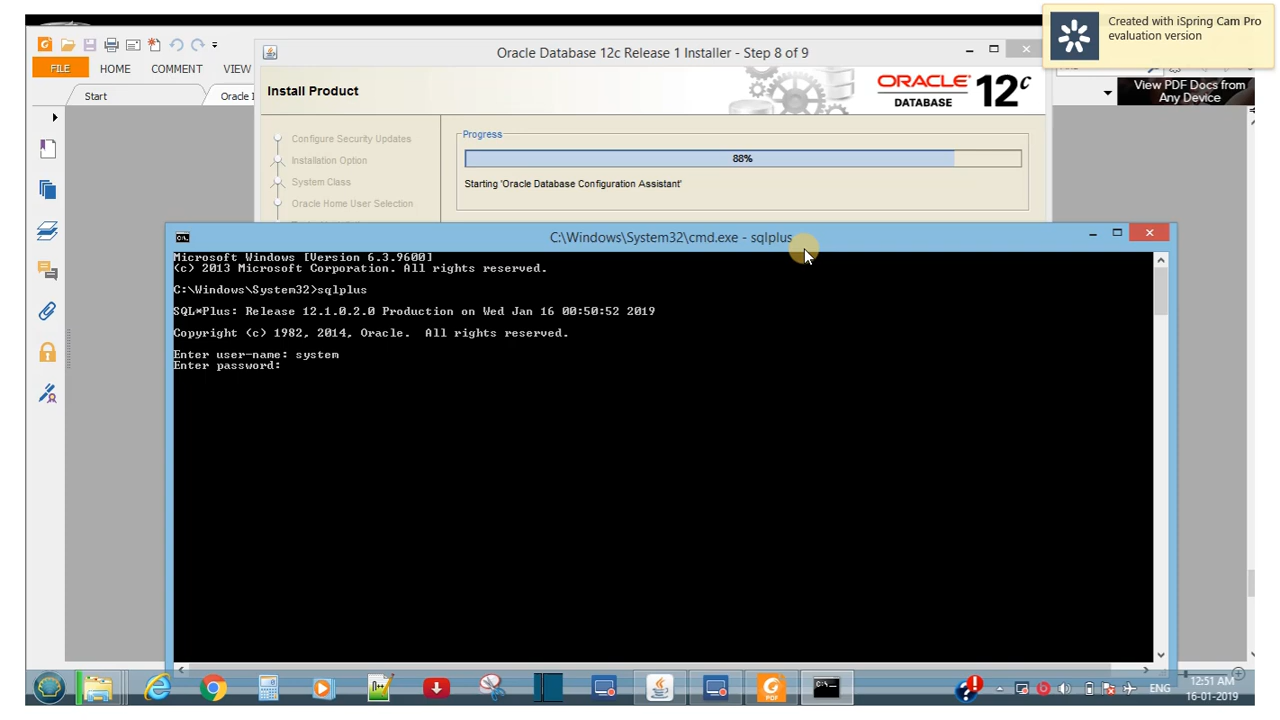 Created with iSpring Cam Pro
evaluation version
FILE
HOME
COMMENT
VIEW
Oracle Database 12c Release 1 Installer - Step 8 of 9
View PDF Docs from
Any Device
Start
Install Product
ORACLE
DATABASE
12c
Configure Security Updates
Installation Option
System Class
Oracle Home User Selection
Progress
88%
Starting 'Oracle Database Configuration Assistant'
C:\Windows\System32\cmd.exe - sqlplus
Microsoft Windows [Version 6.3.9600]
(c) 2013 Microsoft Corporation. All rights reserved.
C:\Windows\System32>sqlplus
SQL*Plus: Release 12.1.0.2.0 Production on Wed Jan 16 00:50:52 2019
Copyright (c) 1982, 2014, Oracle.  All rights reserved.
Enter user-name: system
Enter password:
PDF
ENG
12:51 AM
16-01-2019